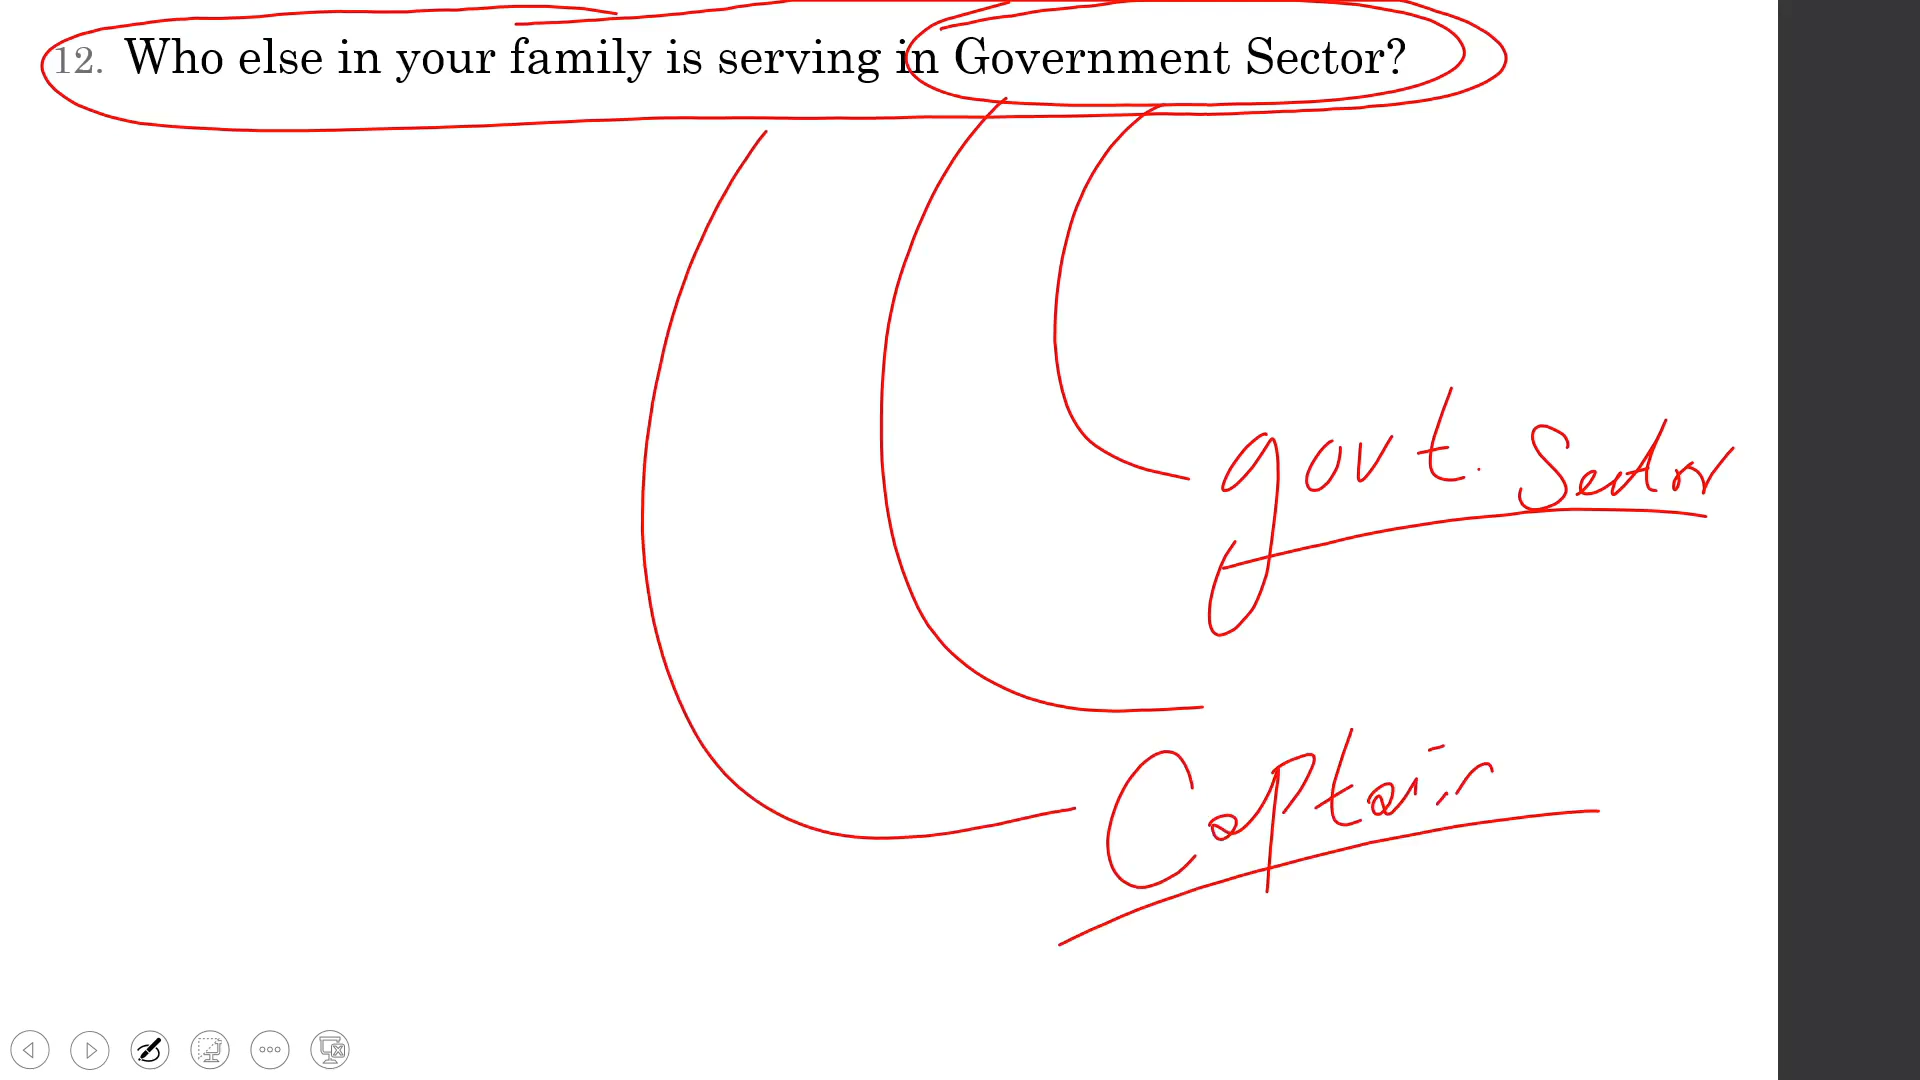 12. Who else in your family is serving in Government Sector?
govt. Sector
Captain